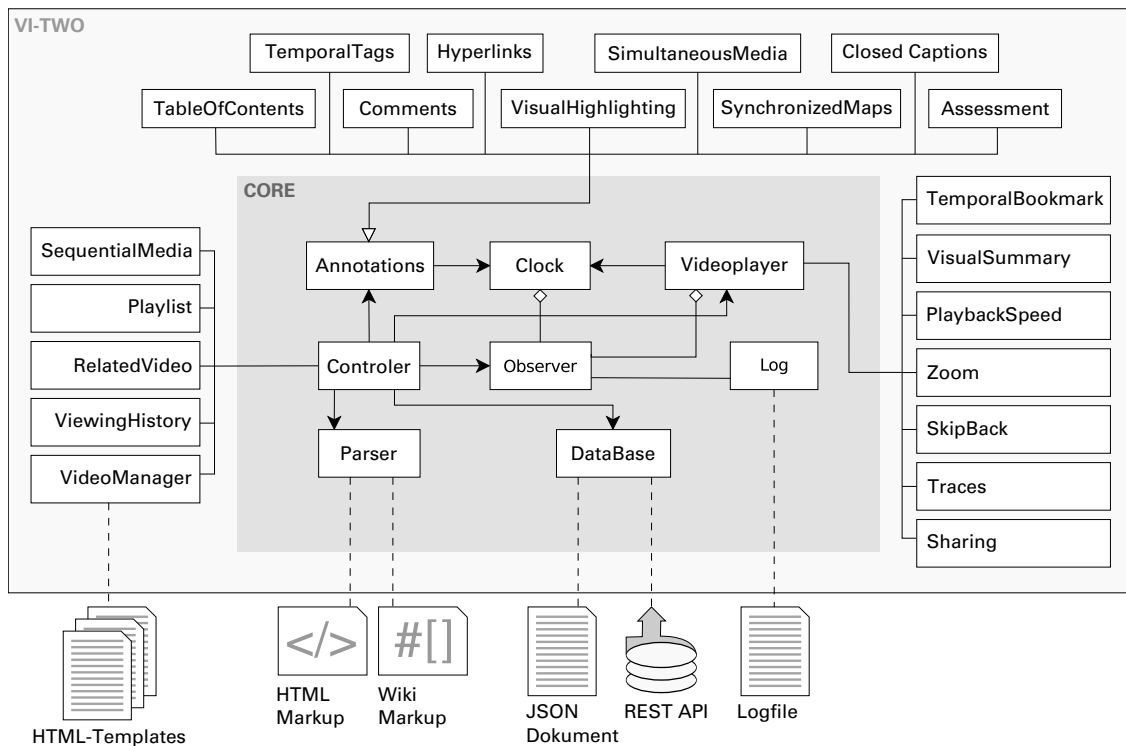 VI-TWO
TemporalTags
Hyperlinks
SimultaneousMedia
Closed Captions
TableOfContents
Comments
VisualHighlighting
SynchronizedMaps
Assessment
CORE
TemporalBookmark
SequentialMedia
Annotations
Clock
Videoplayer
VisualSummary
Playlist
PlaybackSpeed
RelatedVideo
Controler
Observer
Log
Zoom
ViewingHistory
SkipBack
VideoManager
Parser
DataBase
Traces
Sharing
</>
#[]
HTML
Markup
Wiki
Markup
JSON
Dokument
REST API
Logfile
HTML-Templates